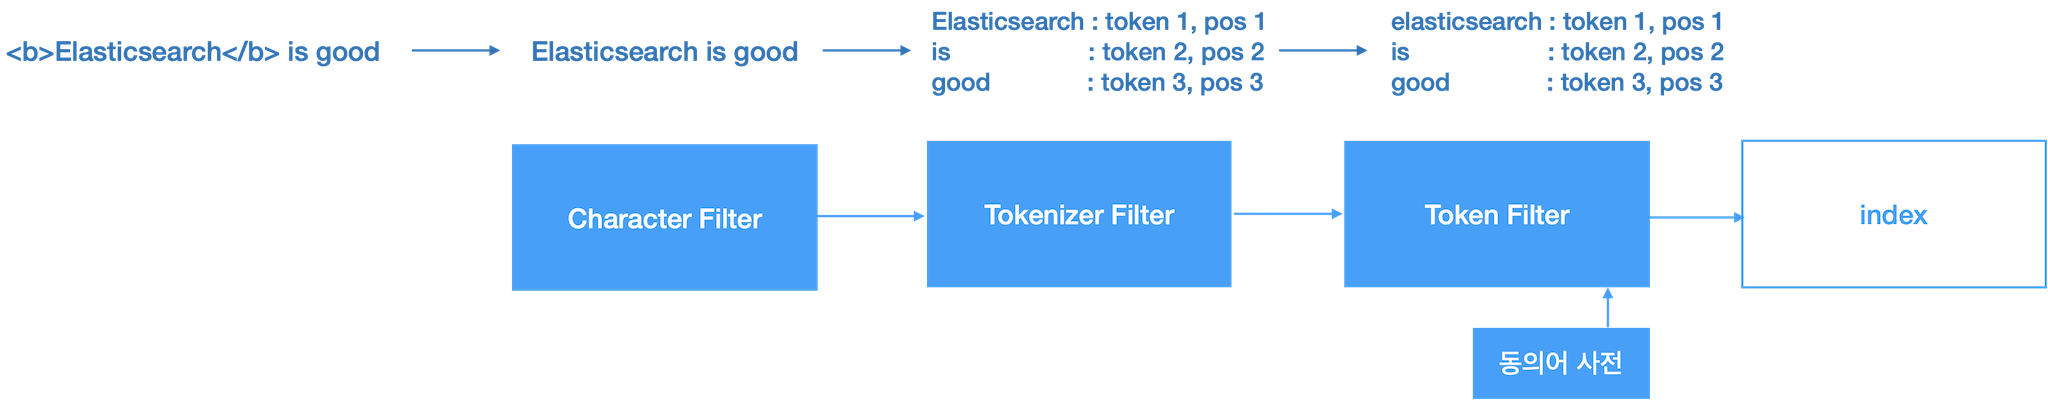 <b>Elasticsearch</b> is good
Elasticsearch is good
Elasticsearch : token 1, pos 1
is : token 2, pos 2
good : token 3, pos 3
elasticsearch : token 1, pos 1
is : token 2, pos 2
good : token 3, pos 3
Character Filter
Tokenizer Filter
Token Filter
index
동의어 사전